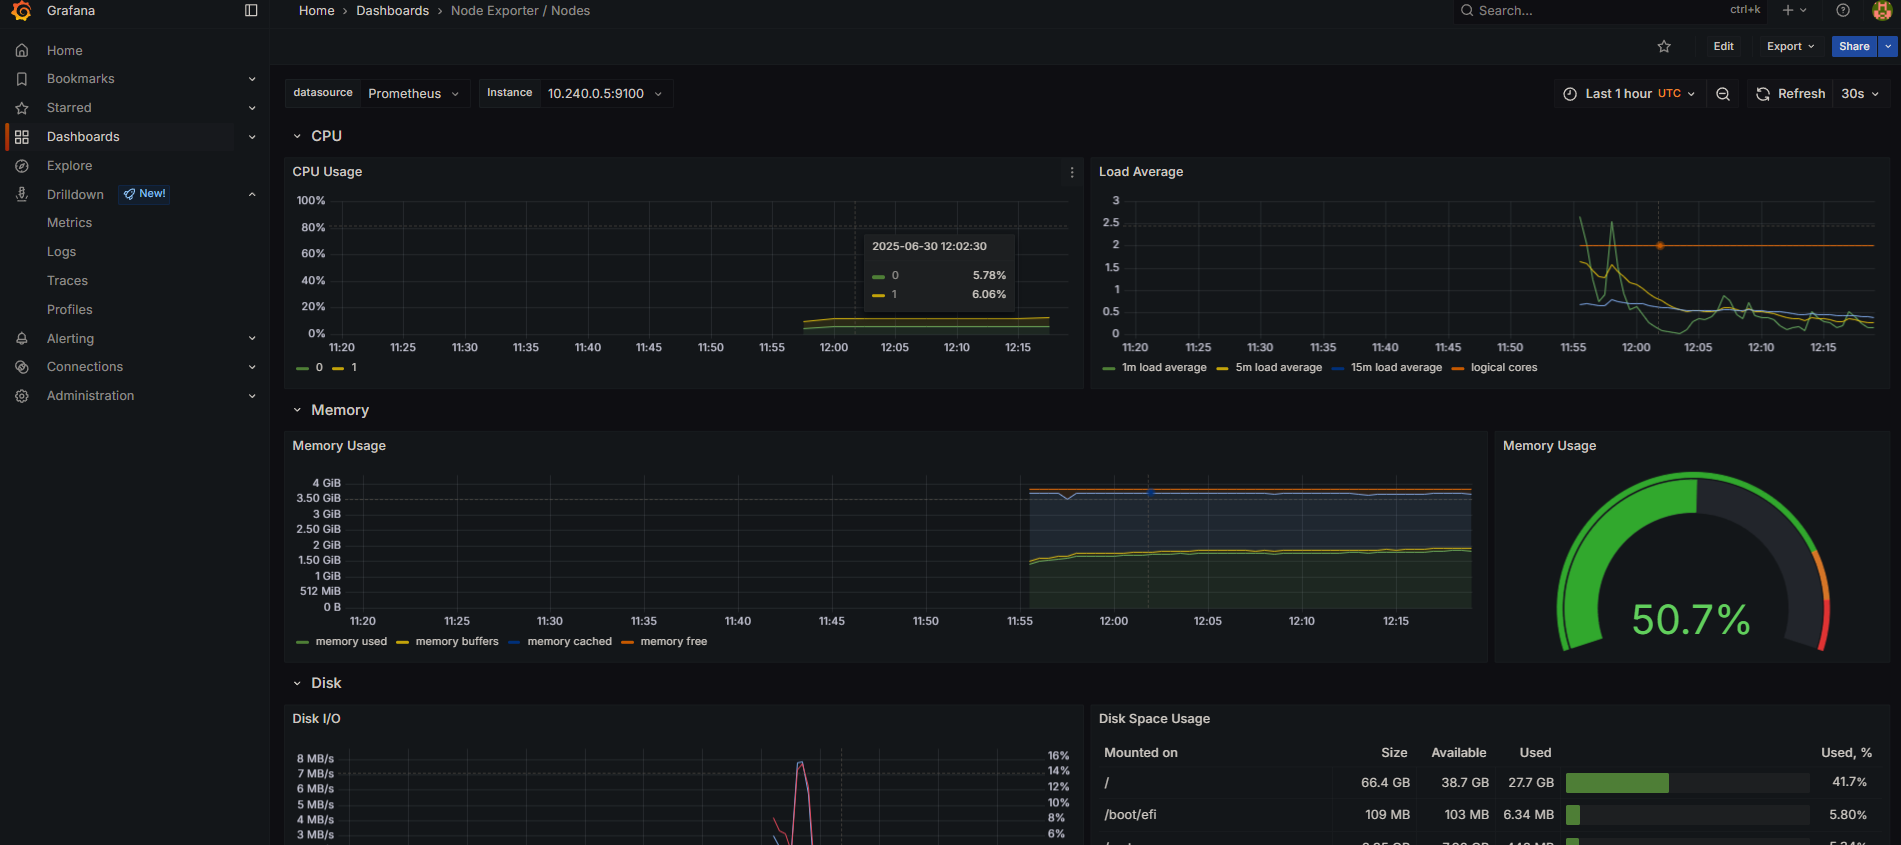 Grafana
Home › Dashboards › Node Exporter / Nodes
Search... ctrl+k
Edit Export Share
Home
Bookmarks
Starred
Dashboards
Explore
Drilldown New!
Metrics
Logs
Traces
Profiles
Alerting
Connections
Administration
datasource Prometheus Instance 10.240.0.5:9100
Last 1 hour UTC Refresh 30s
CPU
CPU Usage
100%
80%
60%
40%
20%
0%
11:20 11:25 11:30 11:35 11:40 11:45 11:50 11:55 12:00 12:05 12:10 12:15
2025-06-30 12:02:30
0 5.78%
1 6.06%
0 1
Load Average
3
2.5
2
1.5
1
0.5
0
11:20 11:25 11:30 11:35 11:40 11:45 11:50 11:55 12:00 12:05 12:10 12:15
1m load average 5m load average 15m load average logical cores
Memory
Memory Usage
4 GiB
3.50 GiB
3 GiB
2.50 GiB
2 GiB
1.50 GiB
1 GiB
512 MiB
0 B
11:20 11:25 11:30 11:35 11:40 11:45 11:50 11:55 12:00 12:05 12:10 12:15
memory used memory buffers memory cached memory free
Memory Usage
50.7%
Disk
Disk I/O
8 MB/s
7 MB/s
6 MB/s
5 MB/s
4 MB/s
3 MB/s
16%
14%
12%
10%
8%
6%
Disk Space Usage
Mounted on Size Available Used Used, %
/ 66.4 GB 38.7 GB 27.7 GB 41.7%
/boot/efi 109 MB 103 MB 6.34 MB 5.80%